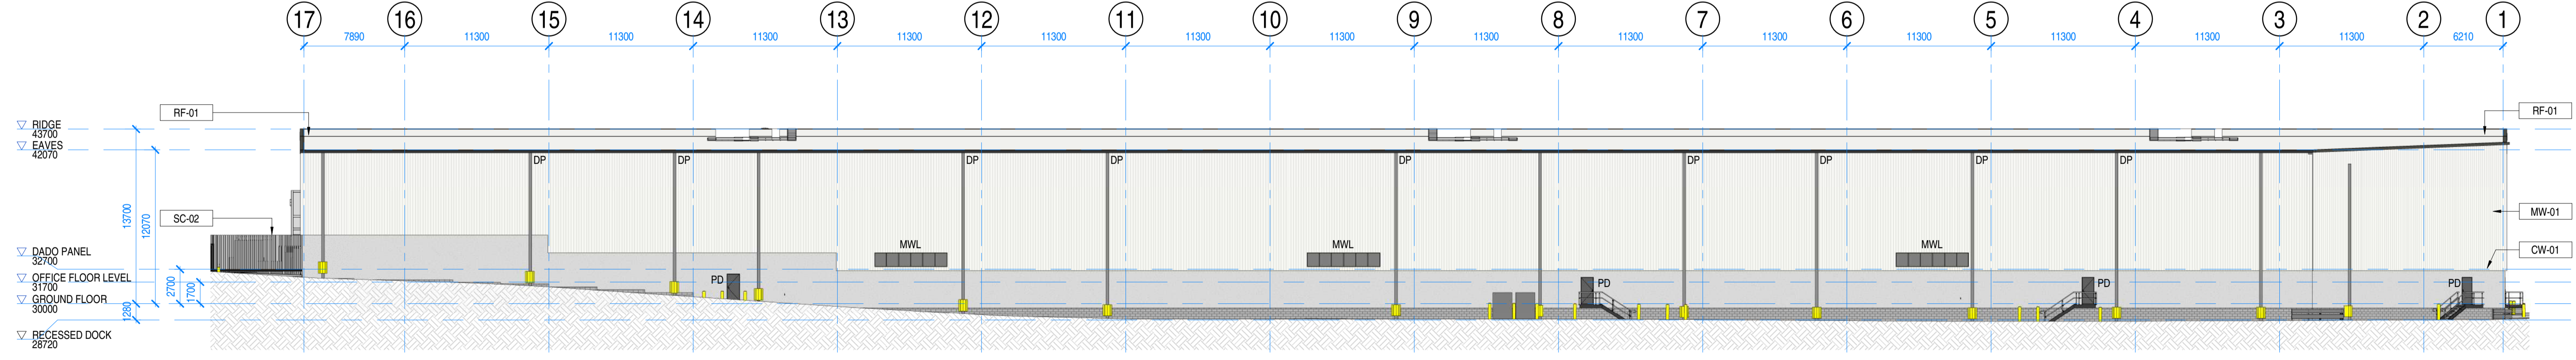 17 16 15 14 13 12 11 10 9 8 7 6 5 4 3 2 1
7890 11300 11300 11300 11300 11300 11300 11300 11300 11300 11300 11300 11300 11300 11300 6210
RF-01
RF-01
RIDGE
43700
EAVES
42070
DP DP DP DP DP DP DP DP DP
13700
12070
SC-02
MW-01
MWL MWL MWL
DADO PANEL
32700
CW-01
OFFICE FLOOR LEVEL
31700
PD PD PD PD
2700
1700
GROUND FLOOR
30000
1280
RECESSED DOCK
28720